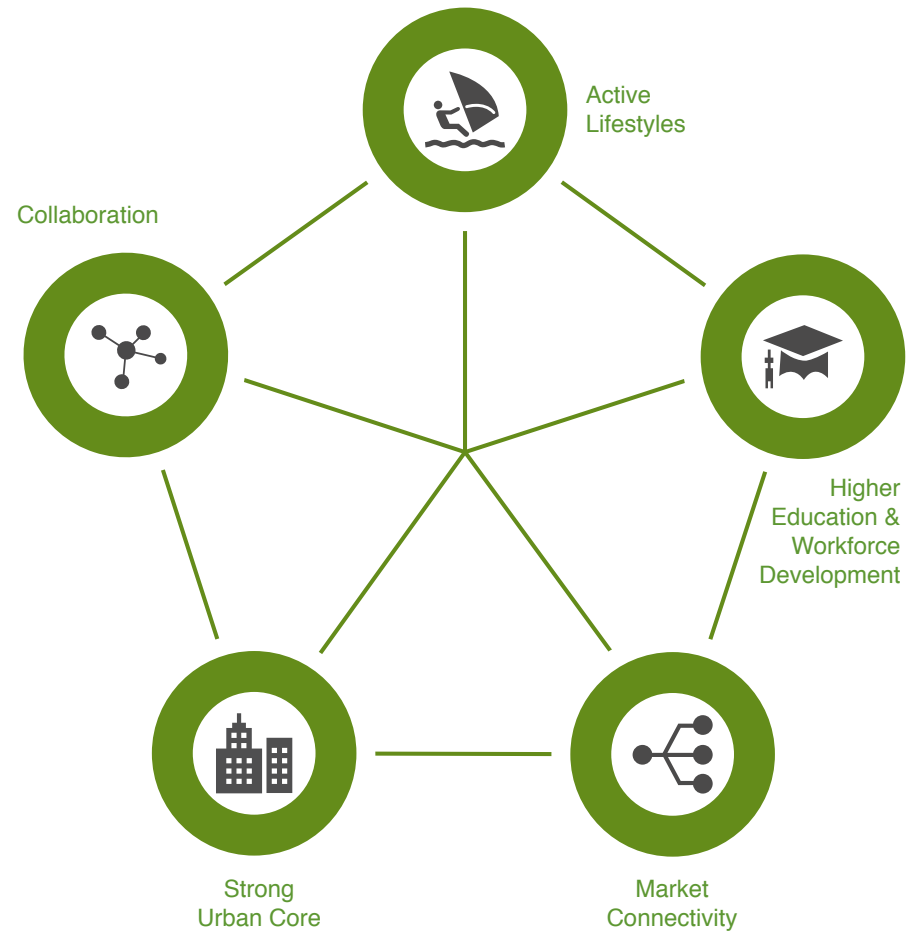 Active
Lifestyles
Collaboration
Higher
Education &
Workforce
Development
Strong
Urban Core
Market
Connectivity